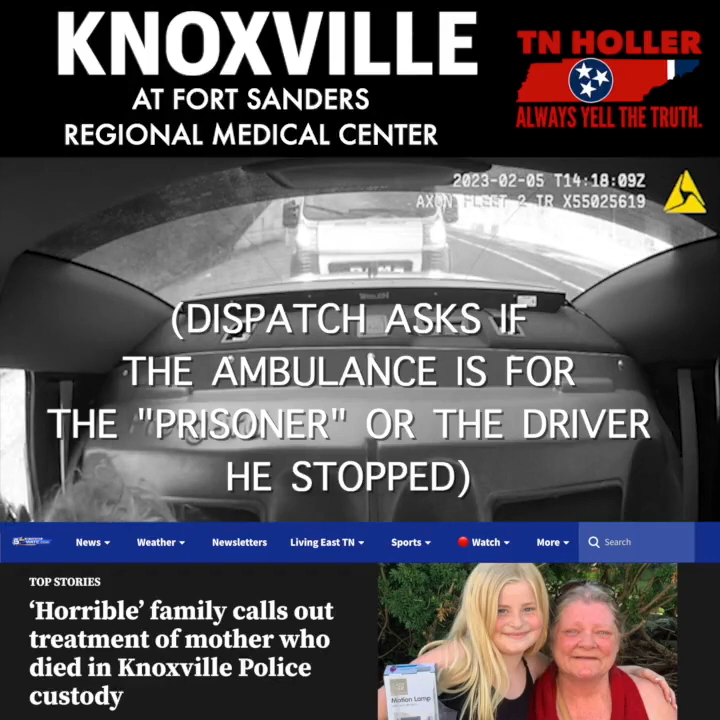 KNOXVILLE
AT FORT SANDERS
REGIONAL MEDICAL CENTER
TN HOLLER
ALWAYS YELL THE TRUTH.
2023-02-05 T14:18:09Z
AXON FLEET 2 TR X55025619
(DISPATCH ASKS IF
THE AMBULANCE IS FOR
THE "PRISONER" OR THE DRIVER
HE STOPPED)
News
Weather
Newsletters
Living East TN
Sports
Watch
More
Search
TOP STORIES
‘Horrible’ family calls out
treatment of mother who
died in Knoxville Police
custody
Motion Lamp